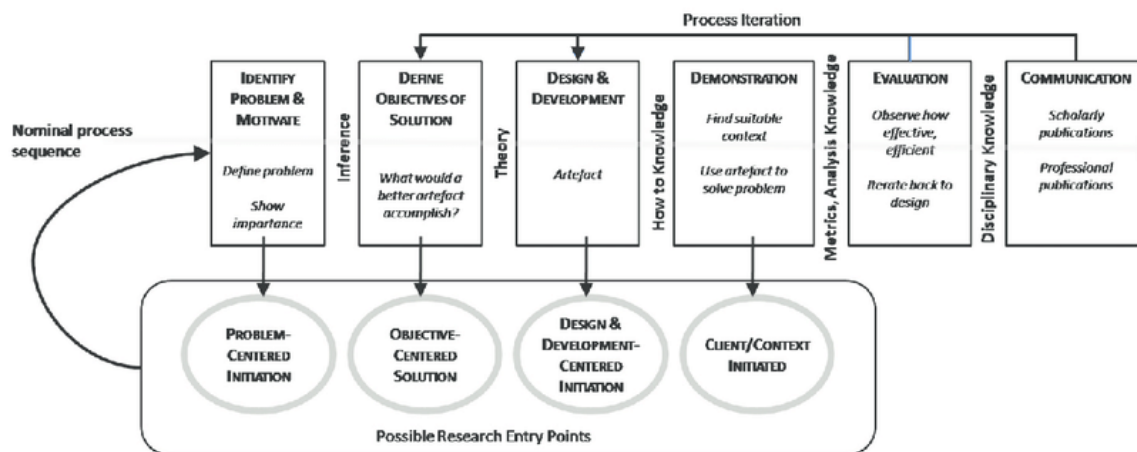 Process Iteration
Nominal process
sequence
IDENTIFY
PROBLEM &
MOTIVATE
Define problem
Show
importance
Inference
DEFINE
OBJECTIVES OF
SOLUTION
What would a
better artefact
accomplish?
Theory
DESIGN &
DEVELOPMENT
Artefact
How to Knowledge
DEMONSTRATION
Find suitable
context
Use artefact to
solve problem
Metrics, Analysis Knowledge
EVALUATION
Observe how
effective,
efficient
Iterate back to
design
Disciplinary Knowledge
COMMUNICATION
Scholarly
publications
Professional
publications
PROBLEM-
CENTERED
INITIATION
OBJECTIVE-
CENTERED
SOLUTION
DESIGN &
DEVELOPMENT-
CENTERED
INITIATION
CLIENT/CONTEXT
INITIATED
Possible Research Entry Points